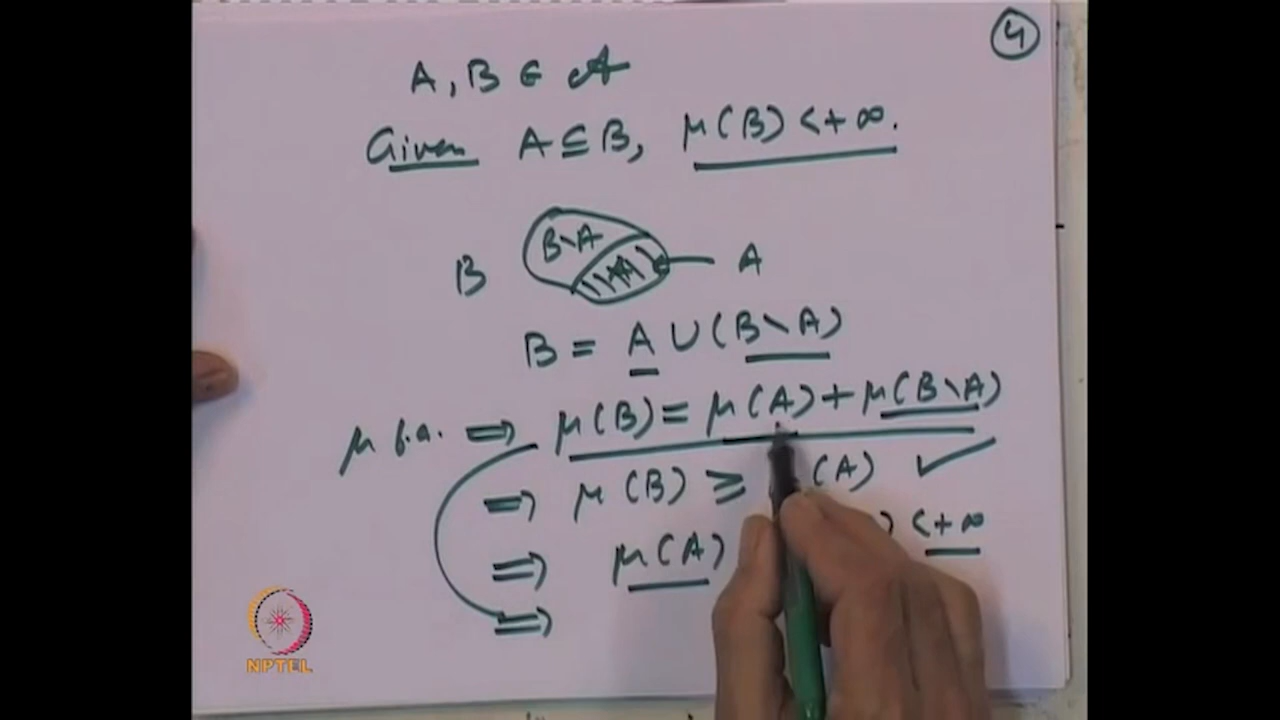 4
A, B ∈ 𝒜
Given A ⊆ B, μ(B) < +∞.
B\A
B A
B = A ∪ (B \ A)
μ f.a. ⇒ μ(B) = μ(A) + μ(B\A)
⇒ μ(B) ≥ (A) ✓
⇒ μ(A) ) < +∞
⇒
NPTEL